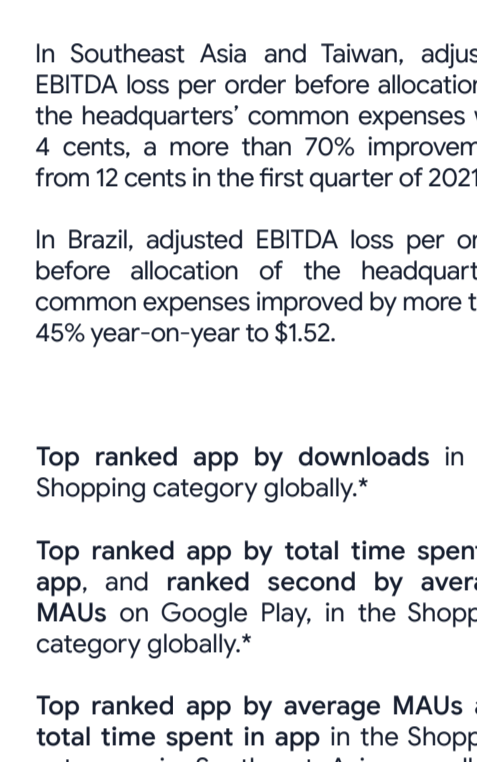 In Southeast Asia and Taiwan, adjus
EBITDA loss per order before allocation
the headquarters' common expenses
4 cents, a more than 70% improvem
from 12 cents in the first quarter of 2021
In Brazil, adjusted EBITDA loss per or
before allocation of the headquart
common expenses improved by more t
45% year-on-year to $1.52.
Top ranked app by downloads in
Shopping category globally.*
Top ranked app by total time spent
app, and ranked second by avera
MAUs on Google Play, in the Shopp
category globally.*
Top ranked app by average MAUs
total time spent in app in the Shopp